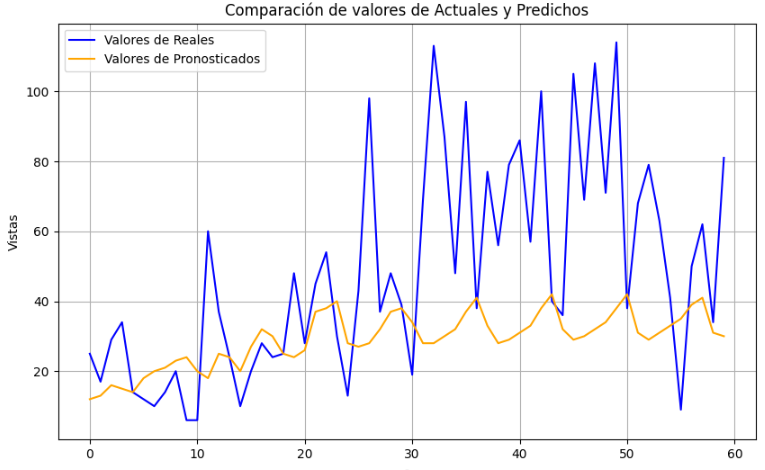 Comparación de valores de Actuales y Predichos
Valores de Reales
Valores de Pronosticados
Vistas
100
80
60
40
20
0 10 20 30 40 50 60